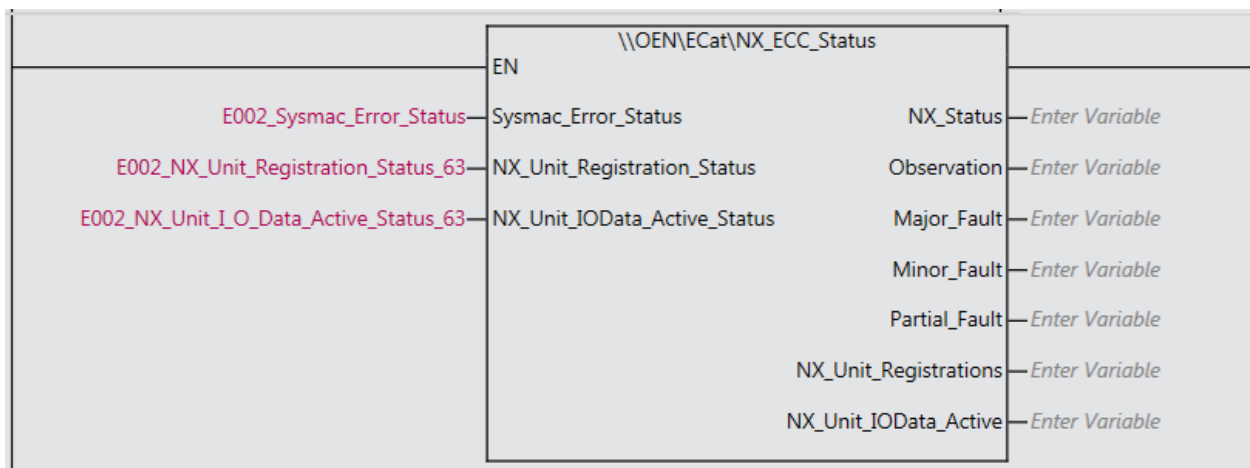 \\OEN\ECat\NX_ECC_Status
EN
E002_Sysmac_Error_Status Sysmac_Error_Status NX_Status Enter Variable
E002_NX_Unit_Registration_Status_63 NX_Unit_Registration_Status Observation Enter Variable
E002_NX_Unit_I_O_Data_Active_Status_63 NX_Unit_IOData_Active_Status Major_Fault Enter Variable
Minor_Fault Enter Variable
Partial_Fault Enter Variable
NX_Unit_Registrations Enter Variable
NX_Unit_IOData_Active Enter Variable